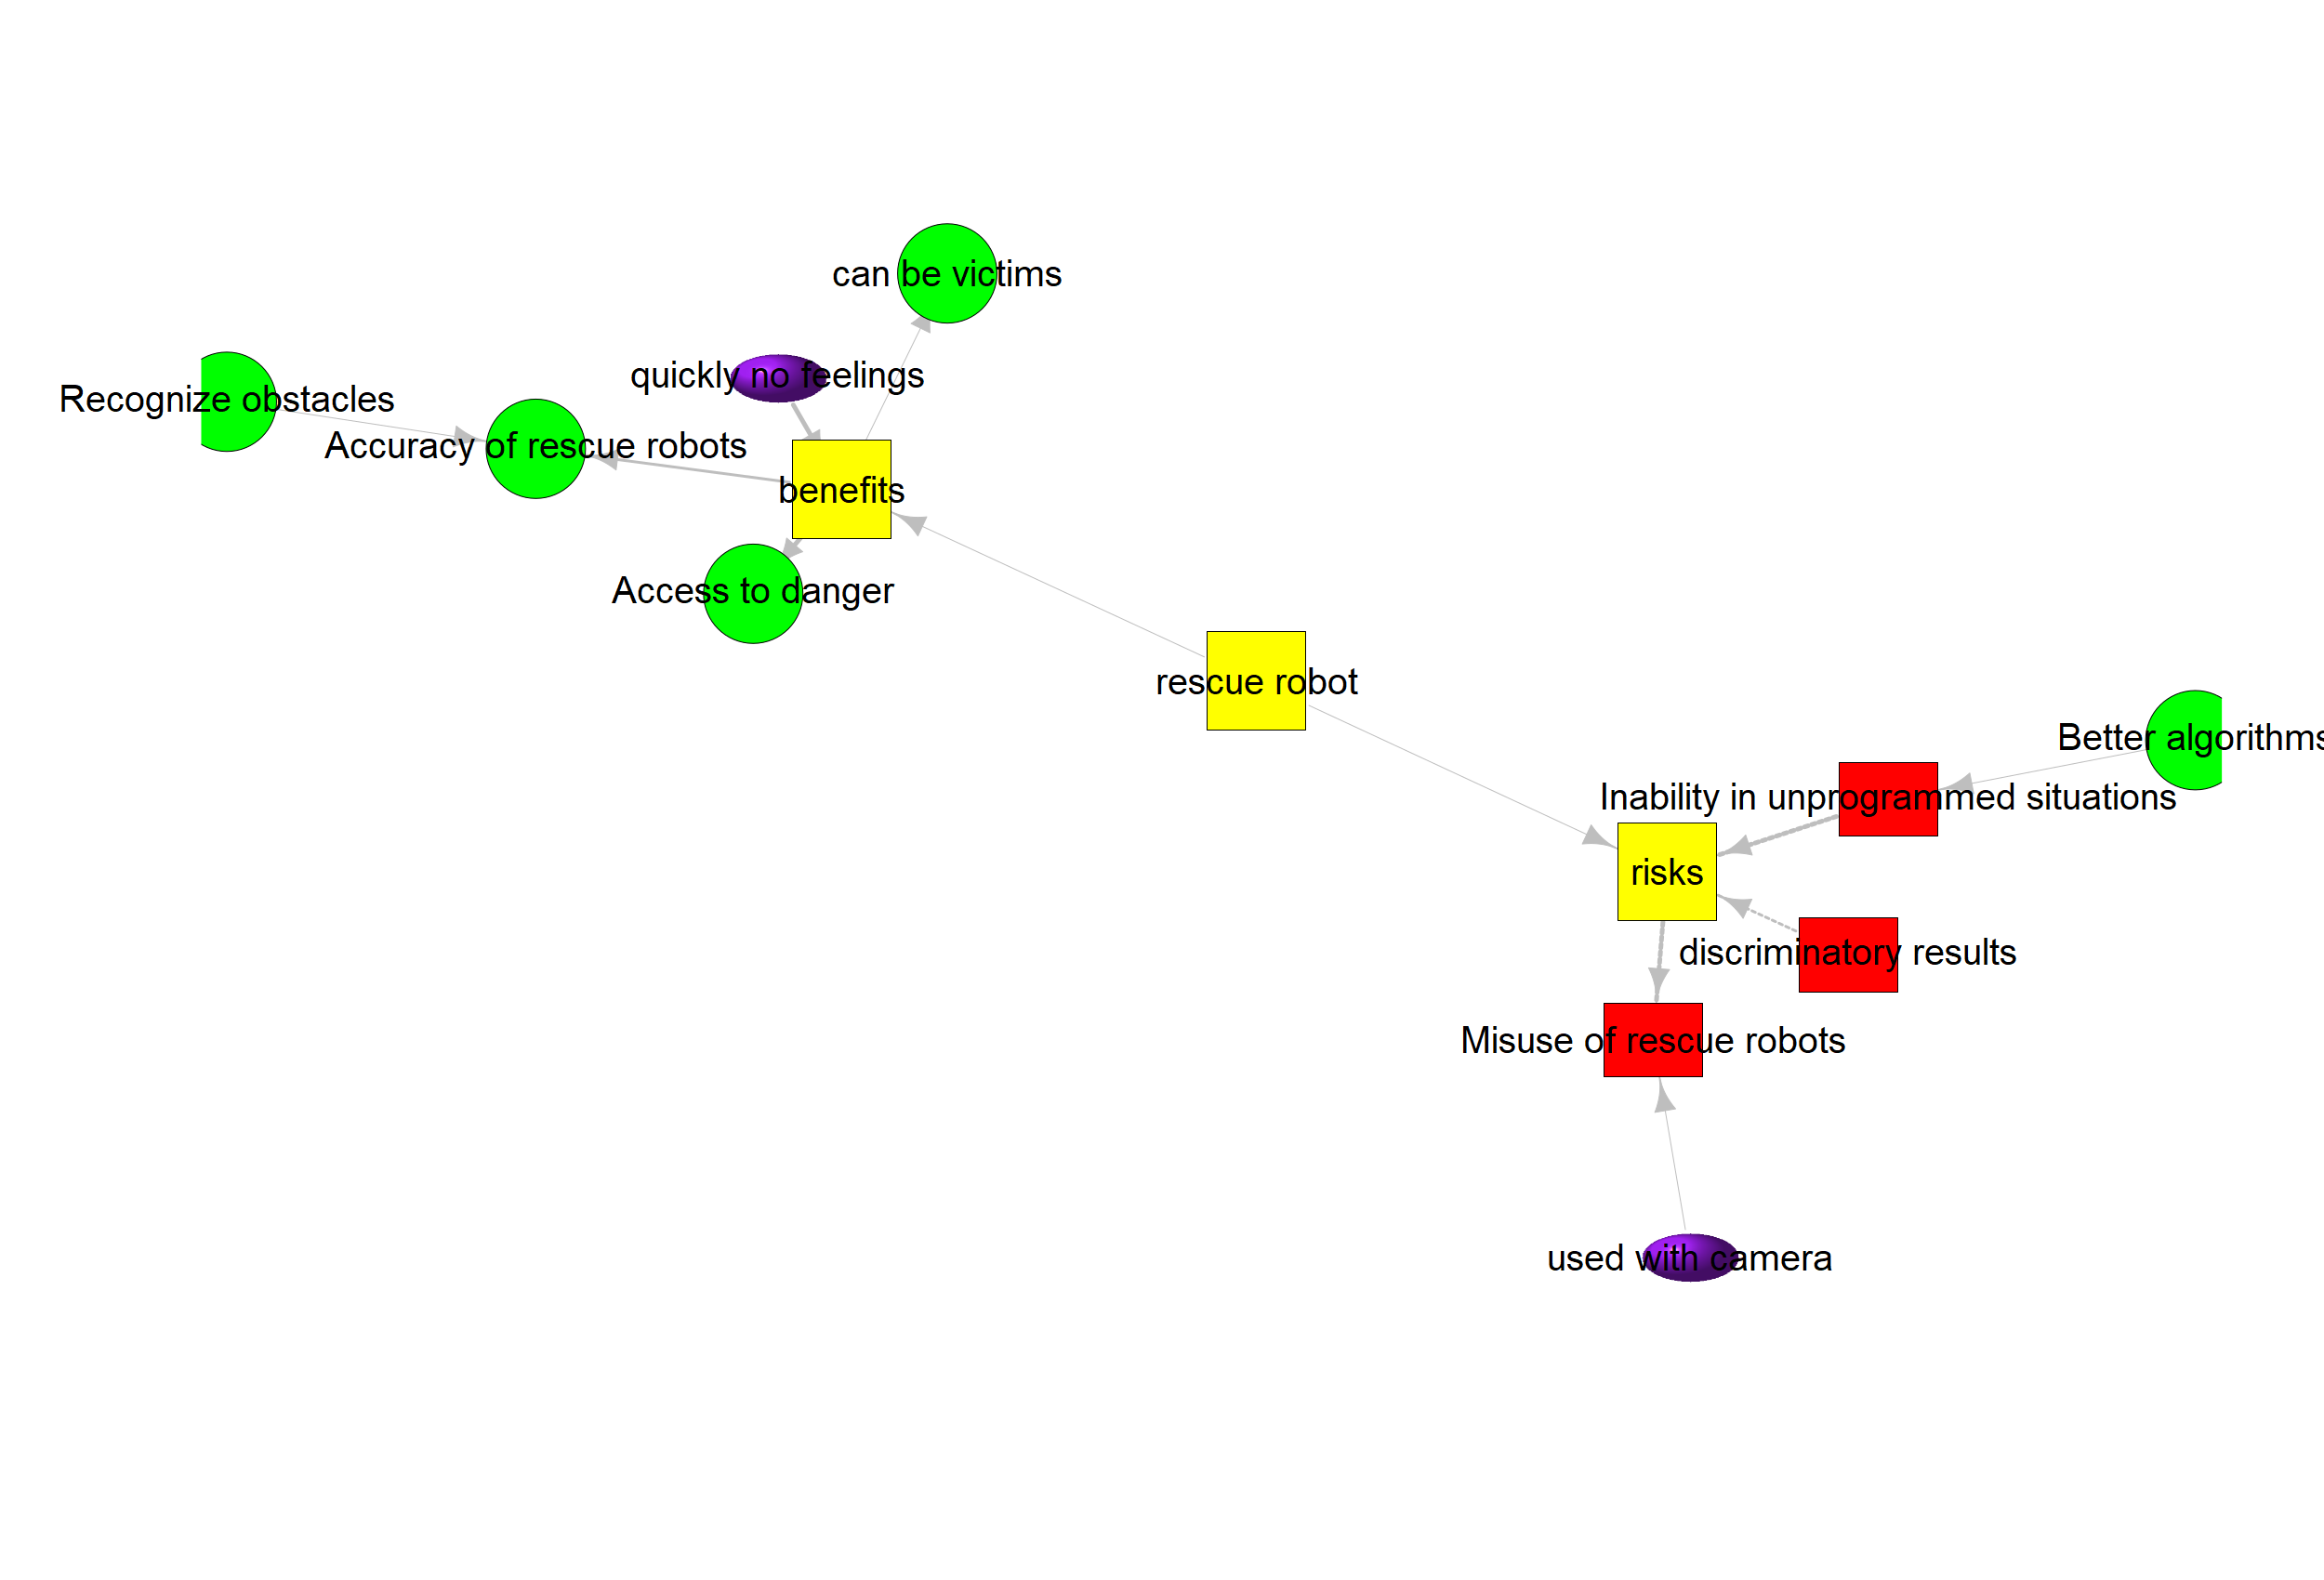 can be victims
quickly no feelings
Recognize obstacles
Accuracy of rescue robots
benefits
Access to danger
rescue robot
Better algorithms
Inability in unprogrammed situations
risks
discriminatory results
Misuse of rescue robots
used with camera